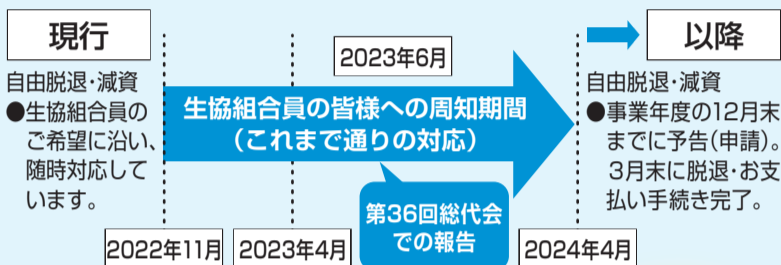 現行
自由脱退・減資
●生協組合員の
ご希望に沿い、
随時対応して
います。
2023年6月
生協組合員の皆様への周知期間
（これまで通りの対応）
第36回総代会
での報告
2022年11月
2023年4月
2024年4月
以降
自由脱退・減資
●事業年度の12月末
までに予告（申請）。
3月末に脱退・お支
払い手続き完了。